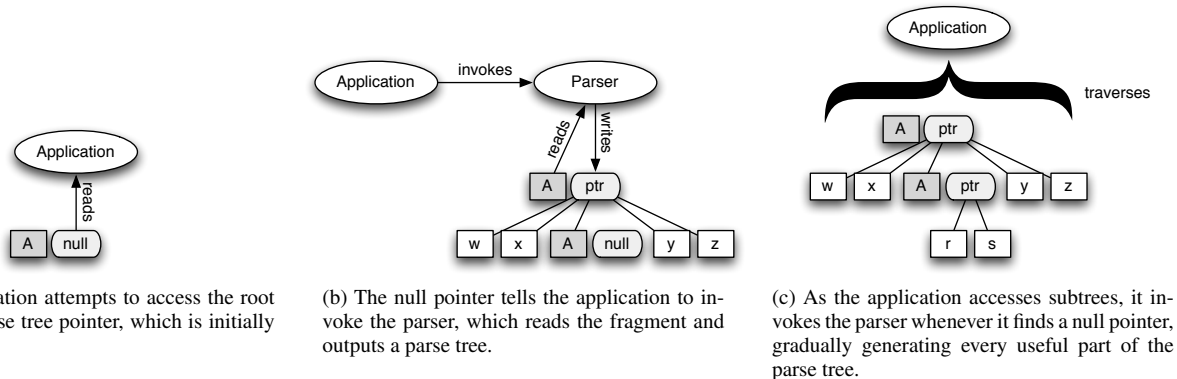 Application
reads
A null
Application
invokes
Parser
reads
writes
A ptr
w x A null y z
Application
traverses
A ptr
w x A ptr y z
r s
ation attempts to access the root
se tree pointer, which is initially
(b) The null pointer tells the application to in-
voke the parser, which reads the fragment and
outputs a parse tree.
(c) As the application accesses subtrees, it in-
vokes the parser whenever it finds a null pointer,
gradually generating every useful part of the
parse tree.